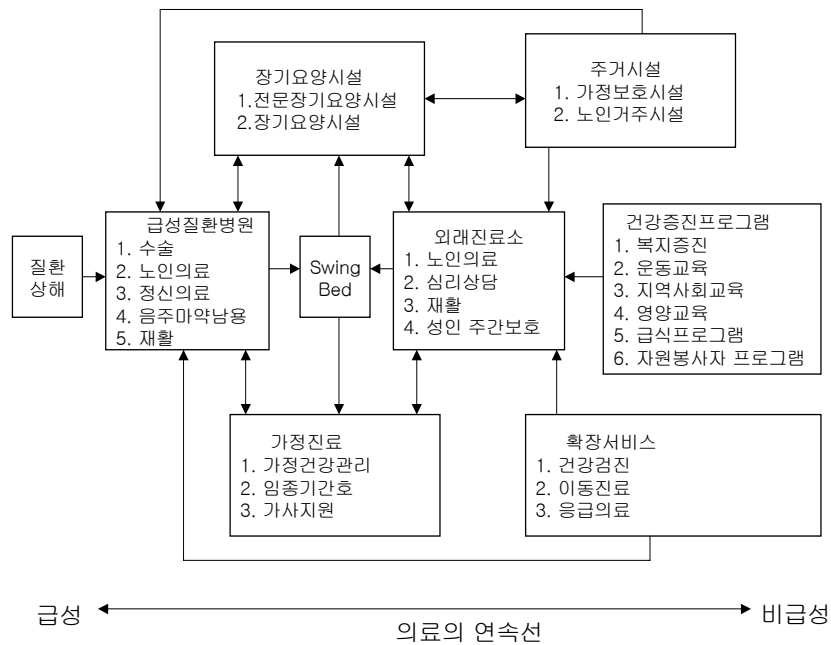 장기요양시설
1.전문장기요양시설
2.장기요양시설
주거시설
1. 가정보호시설
2. 노인거주시설
질환
상해
급성질환병원
1. 수술
2. 노인의료
3. 정신의료
4. 음주마약남용
5. 재활
Swing
Bed
외래진료소
1. 노인의료
2. 심리상담
3. 재활
4. 성인 주간보호
건강증진프로그램
1. 복지증진
2. 운동교육
3. 지역사회교육
4. 영양교육
5. 급식프로그램
6. 자원봉사자 프로그램
가정진료
1. 가정건강관리
2. 임종기간호
3. 가사지원
확장서비스
1. 건강검진
2. 이동진료
3. 응급의료
급성
비급성
의료의 연속선